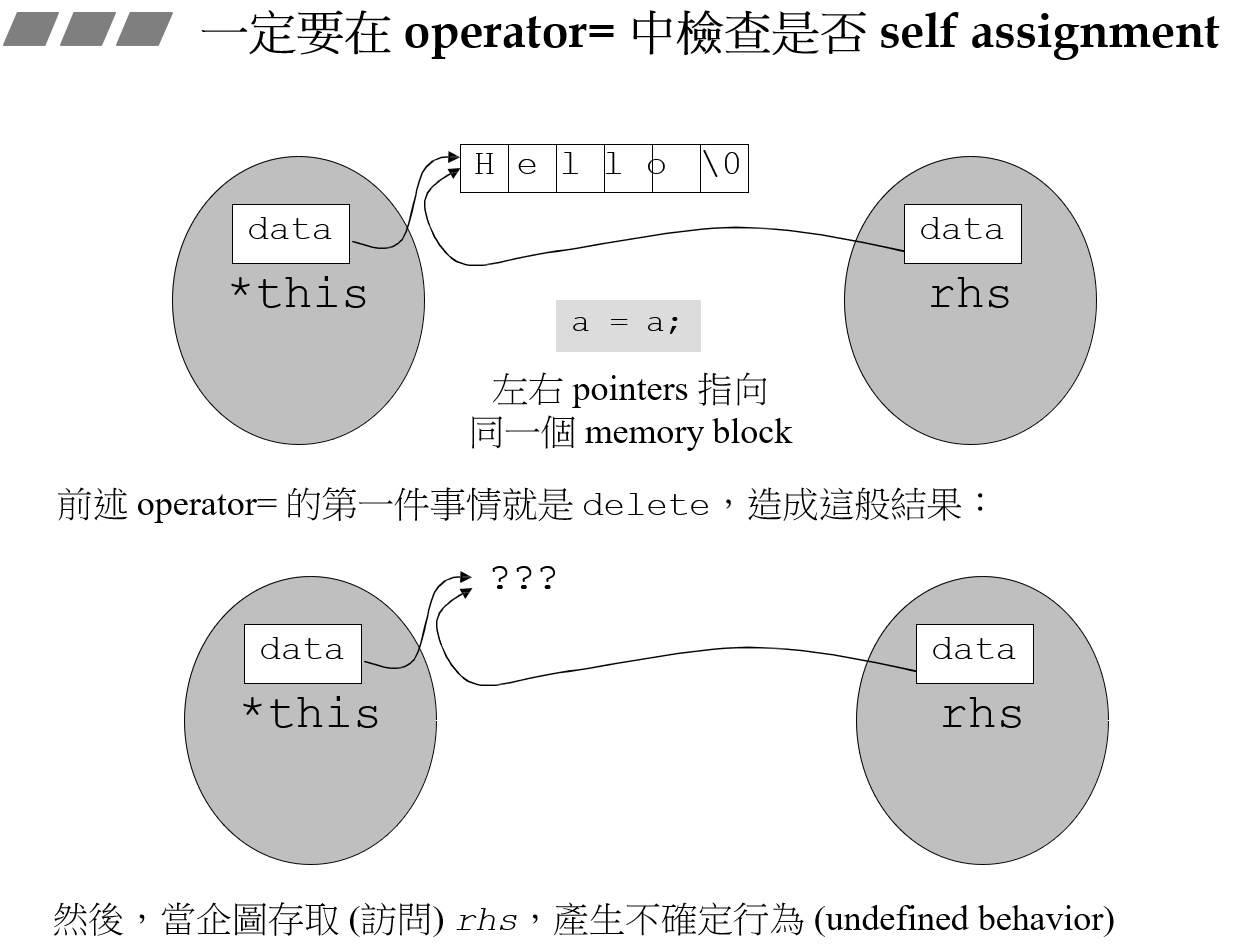 一定要在 operator= 中檢查是否 self assignment
H e l l o \0
data
*this
data
rhs
a = a;
左右 pointers 指向
同一個 memory block
前述 operator= 的第一件事情就是 delete，造成這般結果：
???
data
*this
data
rhs
然後，當企圖存取 (訪問) rhs，產生不確定行為 (undefined behavior)